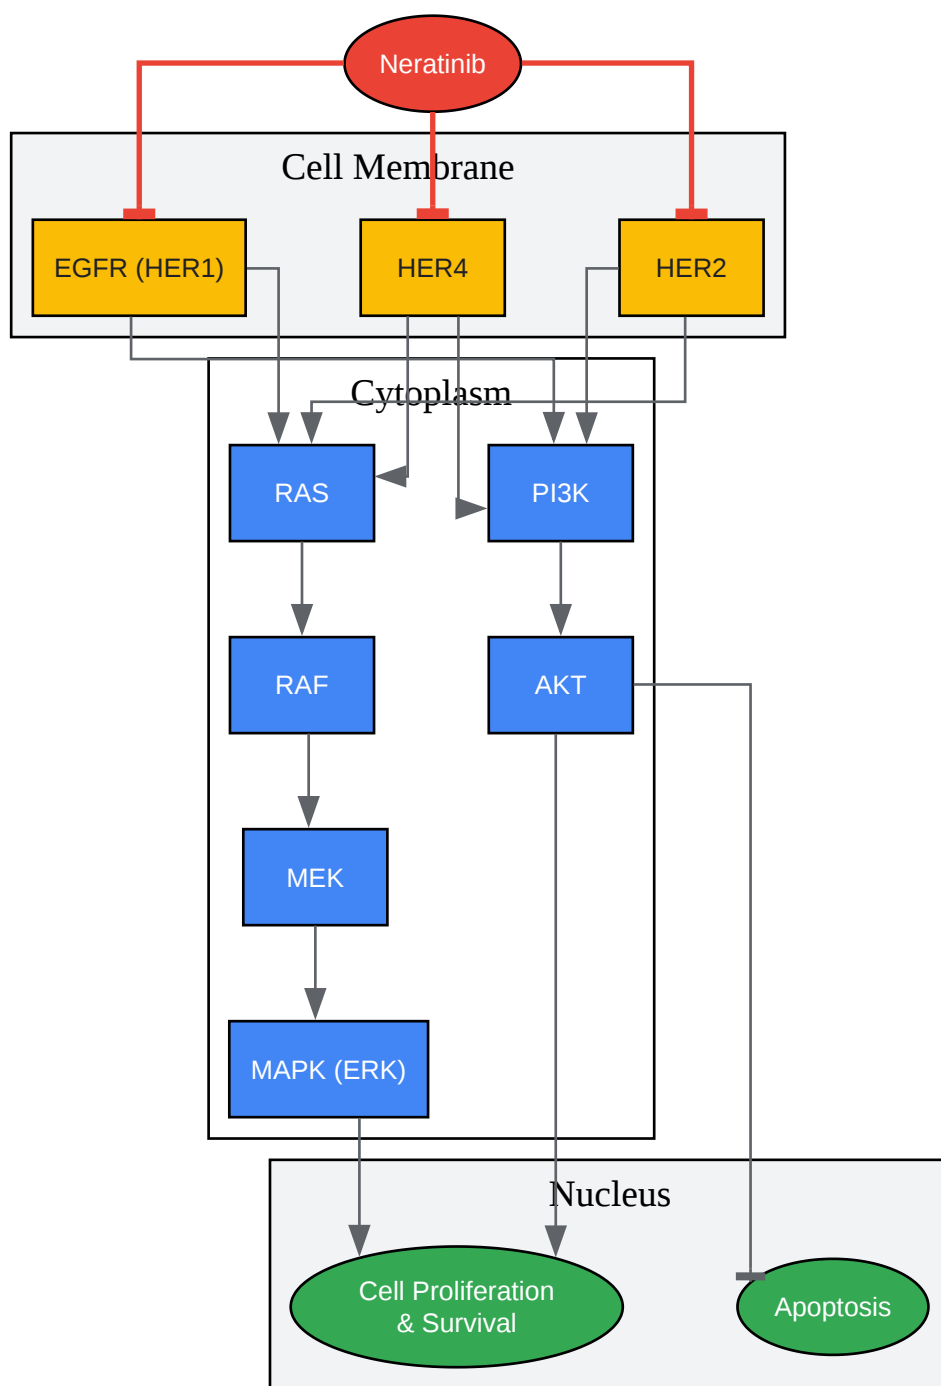 Neratinib
Cell Membrane
EGFR (HER1)
HER4
HER2
Cytoplasm
RAS
PI3K
RAF
AKT
MEK
MAPK (ERK)
Nucleus
Cell Proliferation
& Survival
Apoptosis